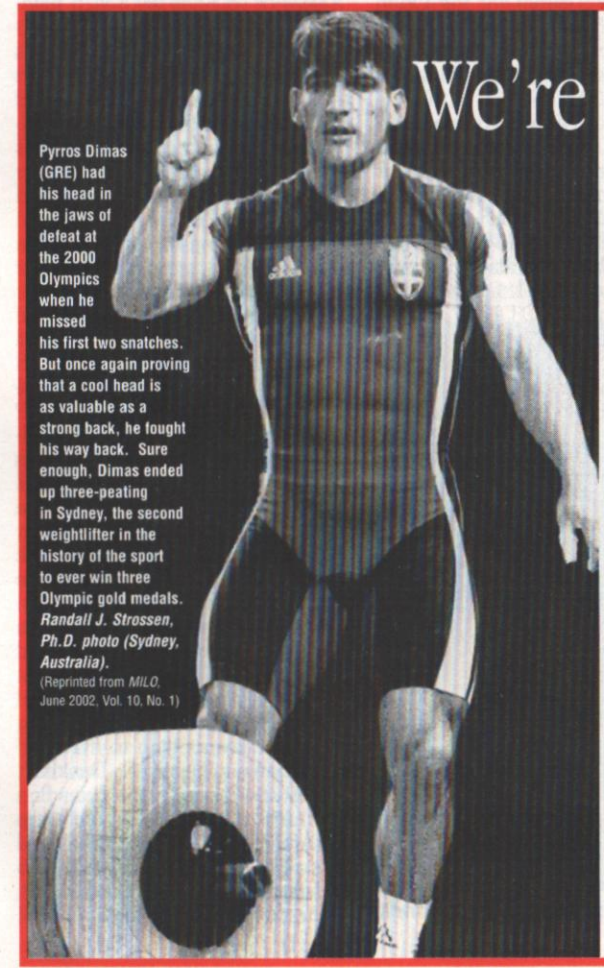 We're
Pyrros Dimas
(GRE) had
his head in
the jaws of
defeat at
the 2000
Olympics
when he
missed
his first two snatches.
But once again proving
that a cool head is
as valuable as a
strong back, he fought
his way back. Sure
enough, Dimas ended
up three-peating
in Sydney, the second
weightlifter in the
history of the sport
to ever win three
Olympic gold medals.
Randall J. Strossen,
Ph.D. photo (Sydney,
Australia).
(Reprinted from MILO,
June 2002, Vol. 10, No. 1)
adidas